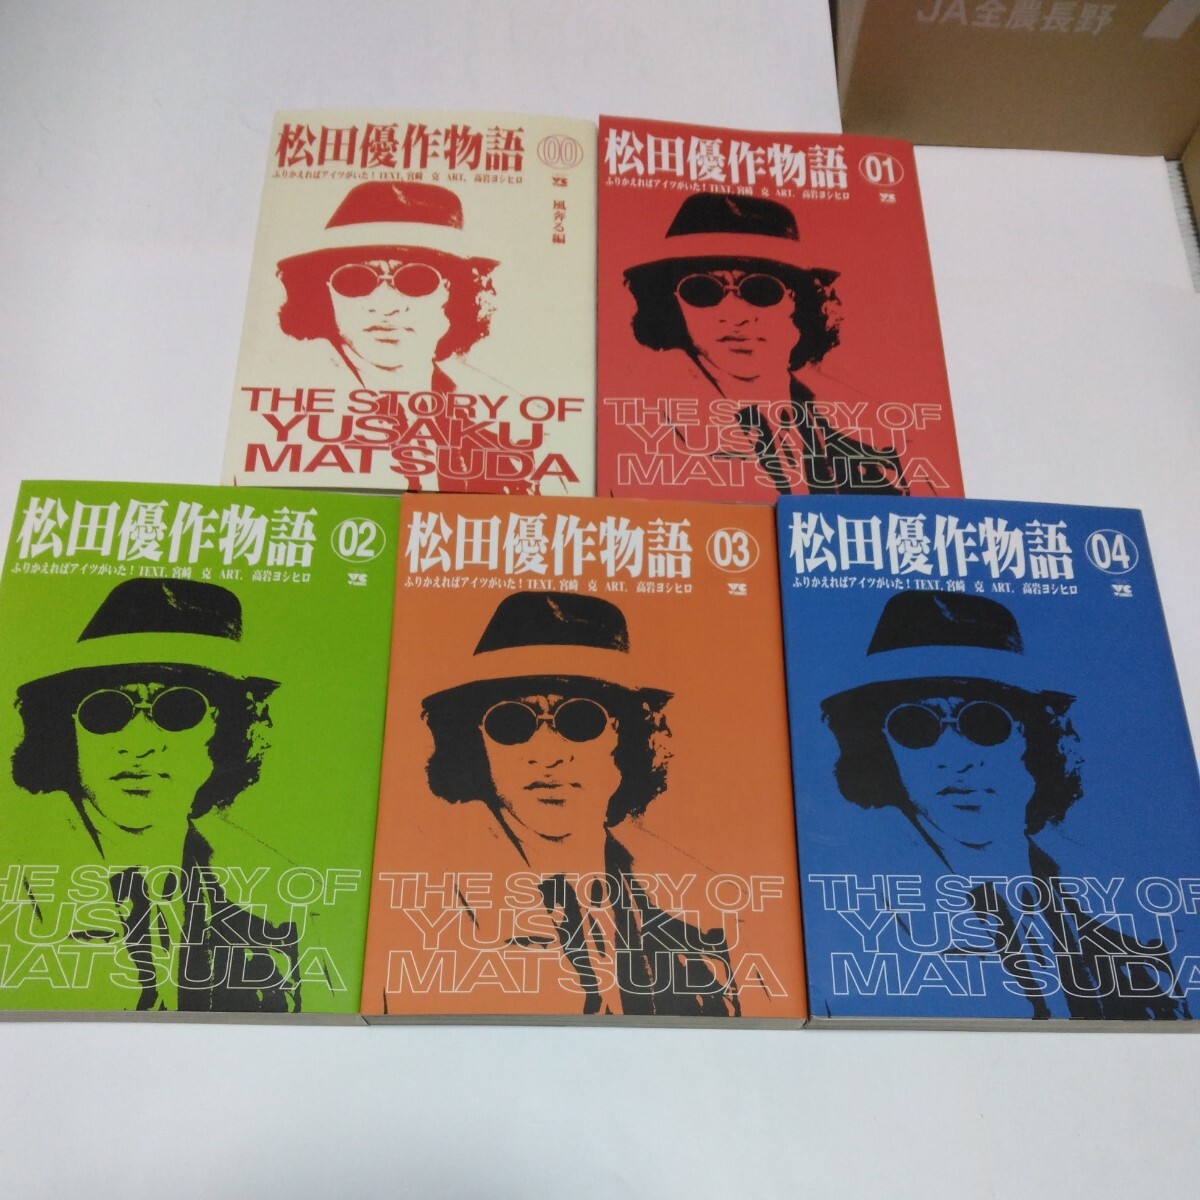 JA全農長野
松田優作物語 00
ふりかえればアイツがいた! TEXT, 宮崎 克 ART, 高岩ヨシヒロ
YC
風奔る編
THE STORY OF
YUSAKU
MATSUDA
松田優作物語 01
ふりかえればアイツがいた! TEXT, 宮崎 克 ART, 高岩ヨシヒロ
YC
THE STORY OF
YUSAKU
MATSUDA
松田優作物語 02
ふりかえればアイツがいた! TEXT, 宮崎 克 ART, 高岩ヨシヒロ
YC
HE STORY OF
YUSAKU
MATSUDA
松田優作物語 03
ふりかえればアイツがいた! TEXT, 宮崎 克 ART, 高岩ヨシヒロ
YC
THE STORY OF
YUSAKU
MATSUDA
松田優作物語 04
ふりかえればアイツがいた! TEXT, 宮崎 克 ART, 高岩ヨシヒロ
YC
THE STORY OF
YUSAKU
MATSUDA